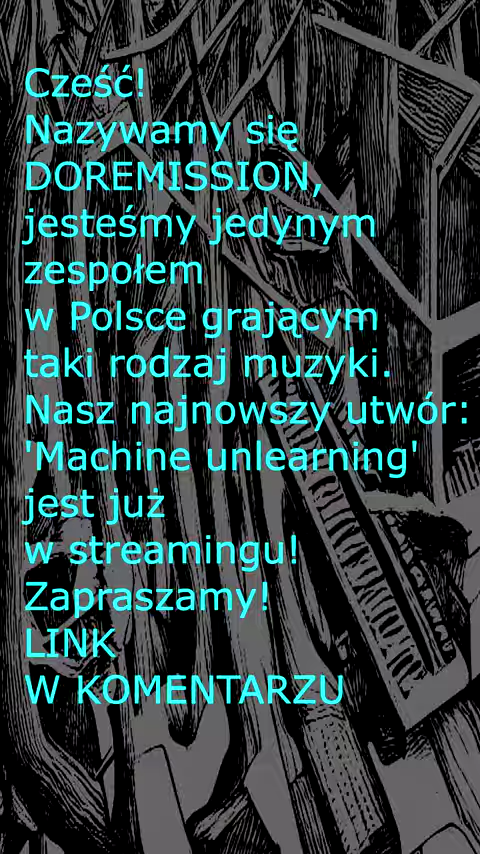 Cześć!
Nazywamy się
DOREMISSION,
jesteśmy jedynym
zespołem
w Polsce grającym
taki rodzaj muzyki.
Nasz najnowszy utwór:
'Machine unlearning'
jest już
w streamingu!
Zapraszamy!
LINK
W KOMENTARZU